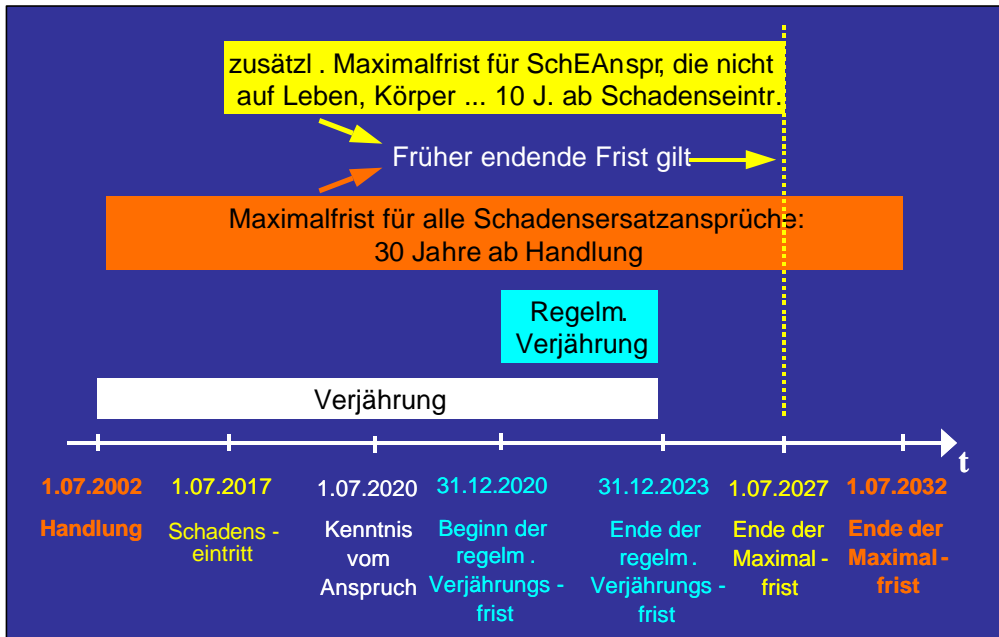 zusätzl . Maximalfrist für SchEAnspr, die nicht
auf Leben, Körper ... 10 J. ab Schadenseintr.
Früher endende Frist gilt
Maximalfrist für alle Schadensersatzansprüche:
30 Jahre ab Handlung
Regelm.
Verjährung
Verjährung
t
1.07.2002
Handlung
1.07.2017
Schadens -
eintritt
1.07.2020
Kenntnis
vom
Anspruch
31.12.2020
Beginn der
regelm .
Verjährungs -
frist
31.12.2023
Ende der
regelm .
Verjährungs -
frist
1.07.2027
Ende der
Maximal -
frist
1.07.2032
Ende der
Maximal -
frist